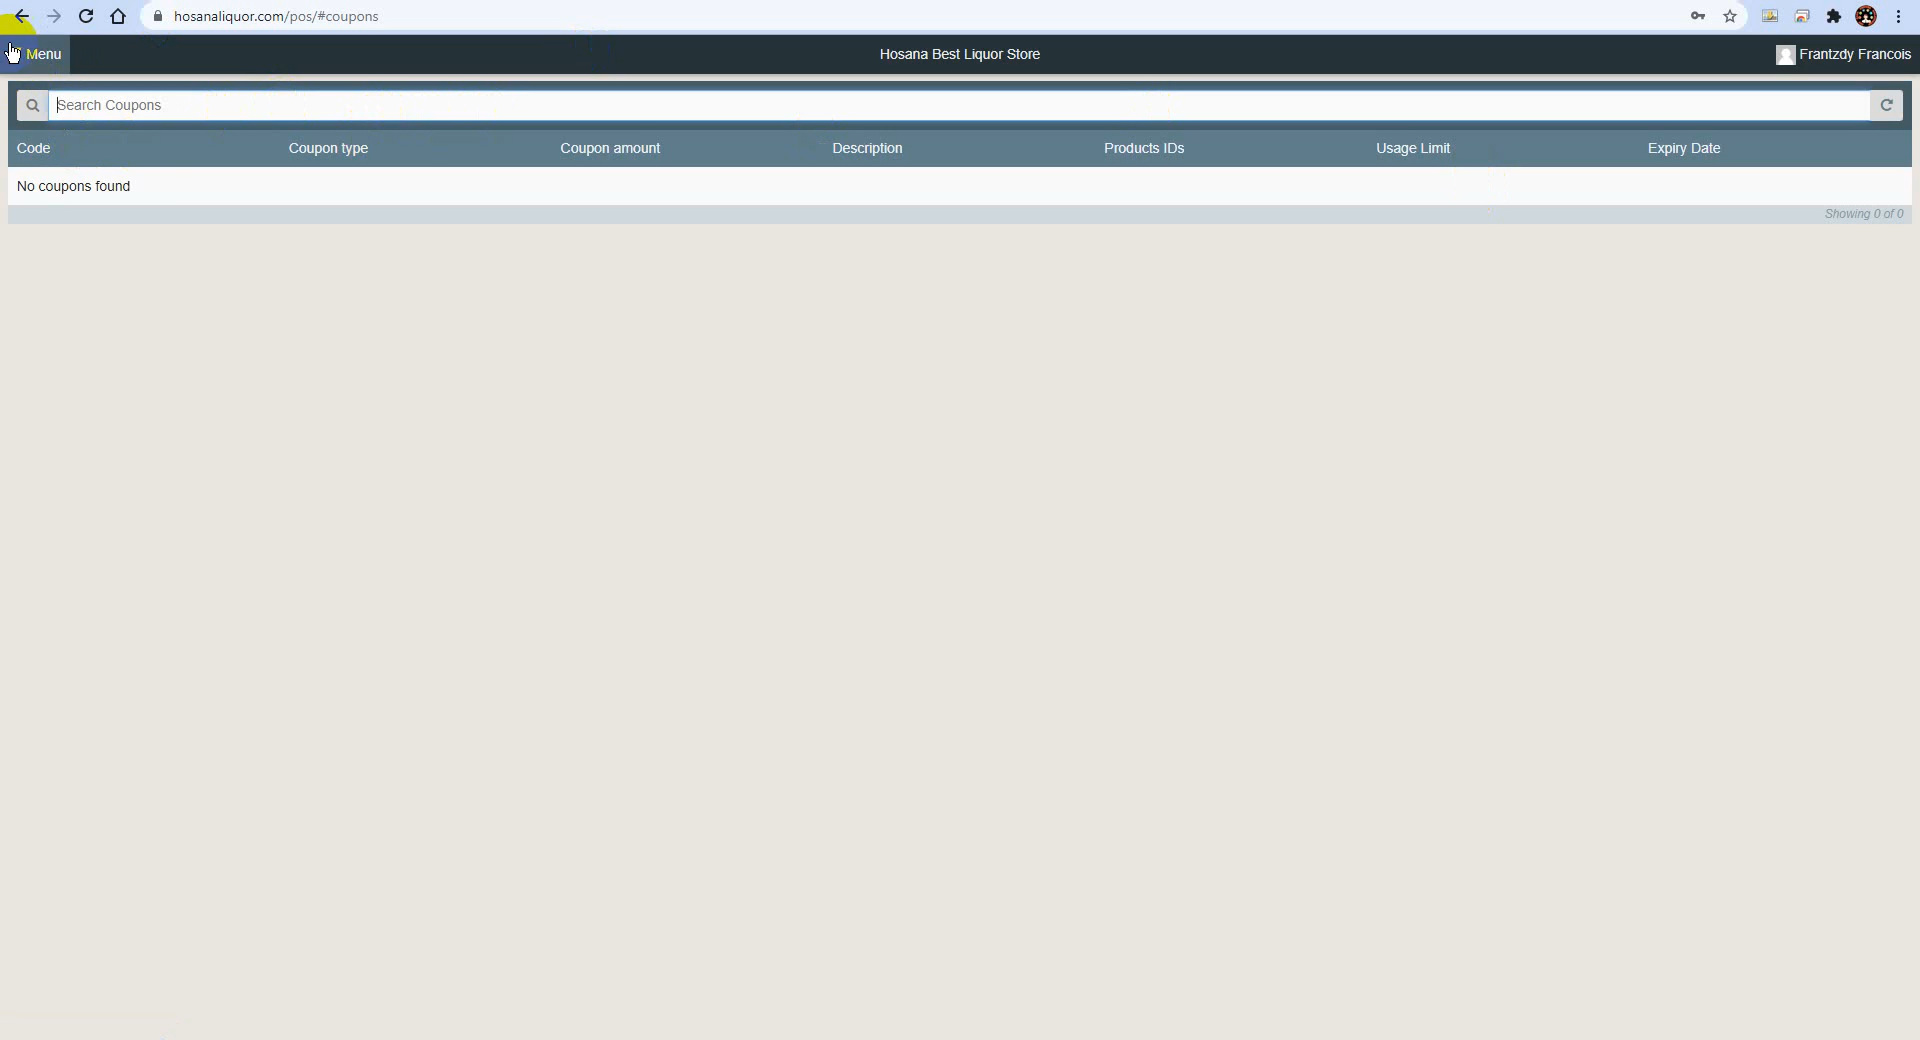 hosanaliquor.com/pos/#coupons
Menu
Hosana Best Liquor Store
Frantzdy Francois
Search Coupons
Code Coupon type Coupon amount Description Products IDs Usage Limit Expiry Date
No coupons found
Showing 0 of 0